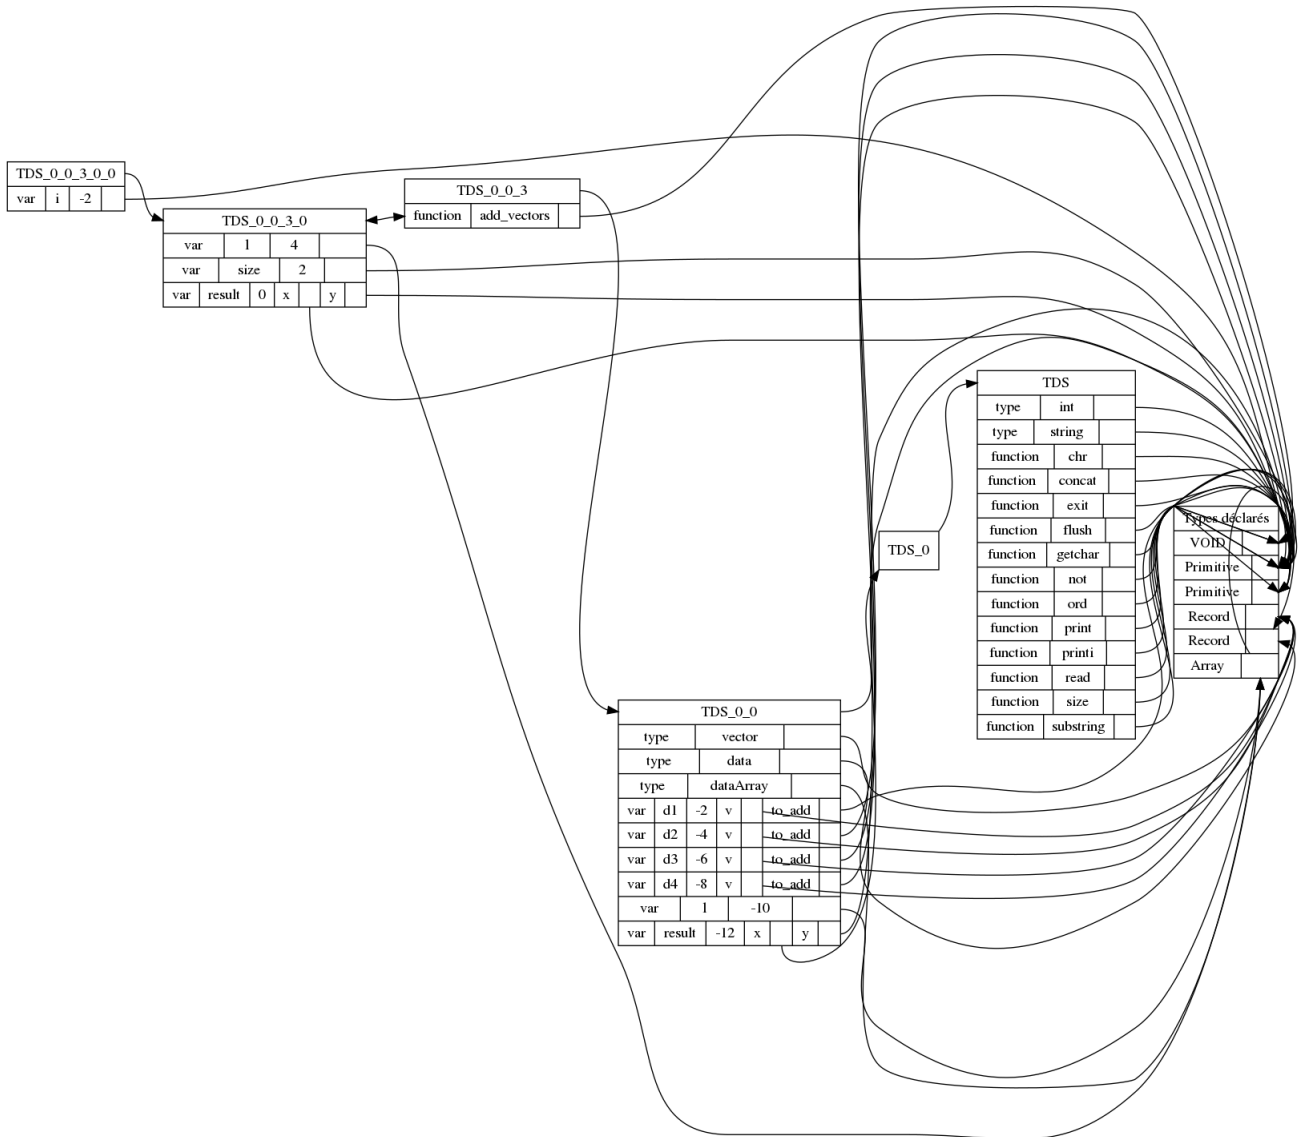 TDS_0_0_3_0_0
var i -2
TDS_0_0_3_0
var l 4
var size 2
var result 0 x y
TDS_0_0_3
function add_vectors
TDS_0
TDS
type int
type string
function chr
function concat
function exit
function flush
function getchar
function not
function ord
function print
function printi
function read
function size
function substring
Types déclarés
VOID
Primitive
Primitive
Record
Record
Array
TDS_0_0
type vector
type data
type dataArray
var d1 -2 v to_add
var d2 -4 v to_add
var d3 -6 v to_add
var d4 -8 v to_add
var l -10
var result -12 x y